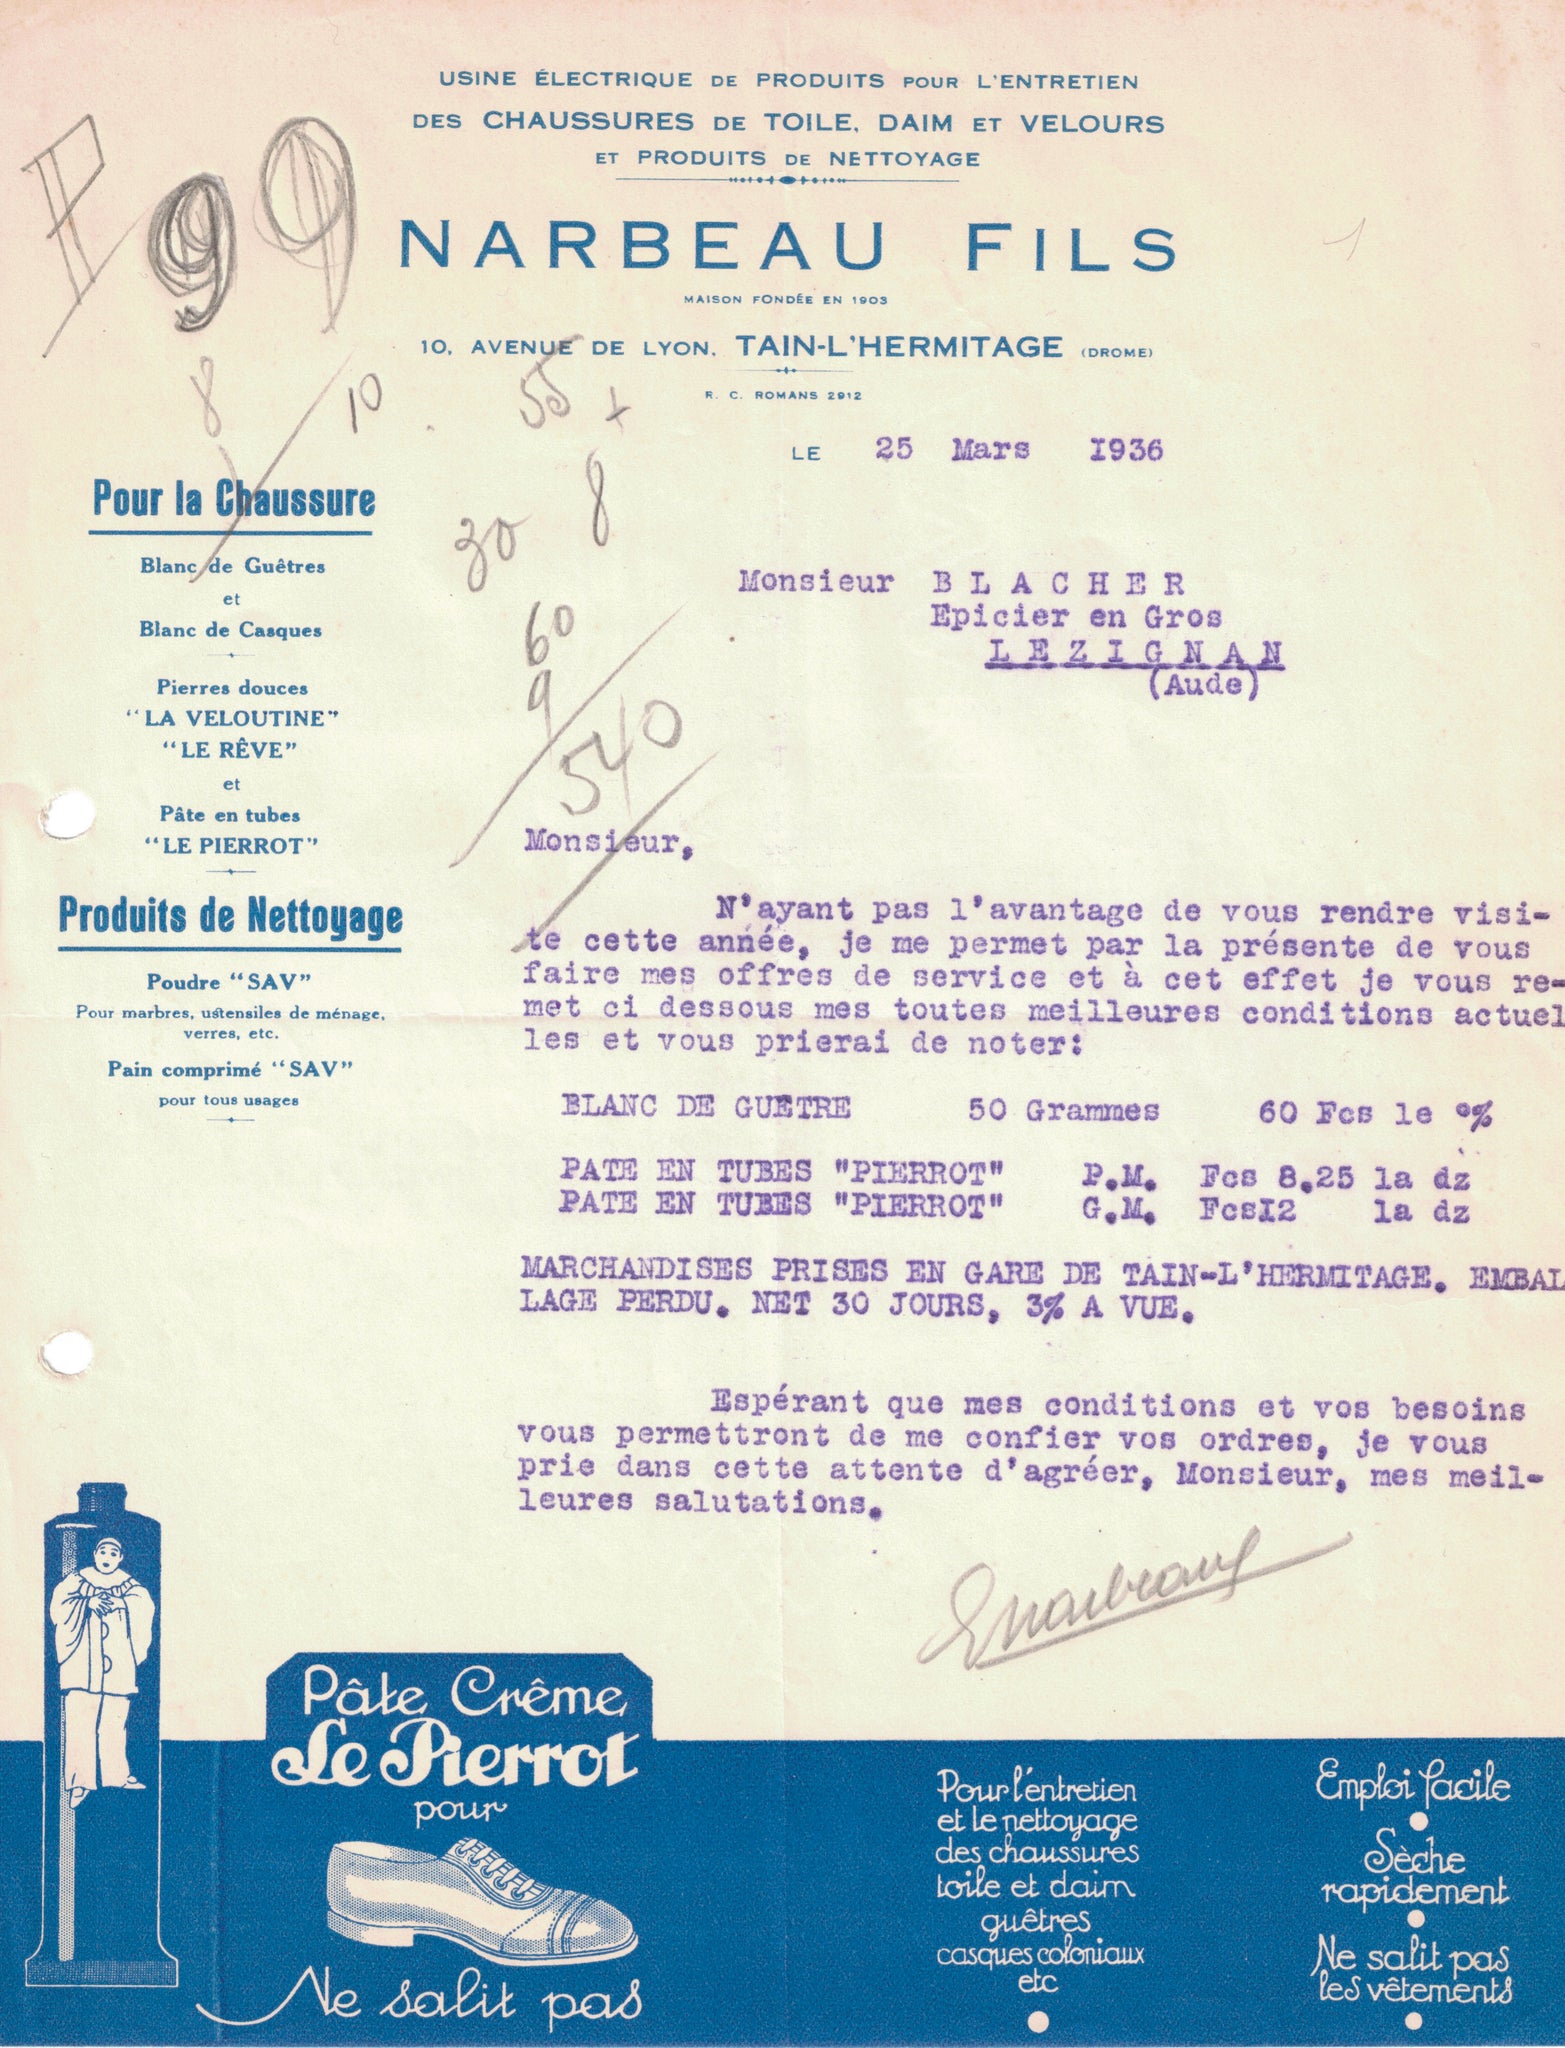 USINE ÉLECTRIQUE DE PRODUITS POUR L'ENTRETIEN
DES CHAUSSURES DE TOILE, DAIM ET VELOURS
ET PRODUITS DE NETTOYAGE
NARBEAU FILS
MAISON FONDÉE EN 1903
10, AVENUE DE LYON, TAIN-L'HERMITAGE (DROME)
R. C. ROMANS 2912
LE 25 Mars 1936
99
8
10
55
+
30 8
60
9
540
Pour la Chaussure
Blanc de Guêtres
et
Blanc de Casques
Pierres douces
"LA VELOUTINE"
"LE RÊVE"
et
Pâte en tubes
"LE PIERROT"
Produits de Nettoyage
Poudre "SAV"
Pour marbres, ustensiles de ménage,
verres, etc.
Pain comprimé "SAV"
pour tous usages
Monsieur BLACHER
Epicier en Gros
LEZIGNAN
(Aude)
Monsieur,
N'ayant pas l'avantage de vous rendre visi-
te cette année, je me permet par la présente de vous
faire mes offres de service et à cet effet je vous re-
met ci dessous mes toutes meilleures conditions actuel
les et vous prierai de noter:
BLANC DE GUETRE 50 Grammes 60 Fcs le %
PATE EN TUBES "PIERROT" P.M. Fcs 8.25 la dz
PATE EN TUBES "PIERROT" G.M. FcsI2 la dz
MARCHANDISES PRISES EN GARE DE TAIN-L'HERMITAGE. EMBAL
LAGE PERDU. NET 30 JOURS, 3% A VUE.
Espérant que mes conditions et vos besoins
vous permettront de me confier vos ordres, je vous
prie dans cette attente d'agréer, Monsieur, mes meil-
leures salutations.
Pâte Crême
Le Pierrot
pour
Ne salit pas
Pour l'entretien
et le nettoyage
des chaussures
toile et daim
guêtres
casques coloniaux
etc
Emploi facile
Sèche
rapidement
Ne salit pas
les vêtements